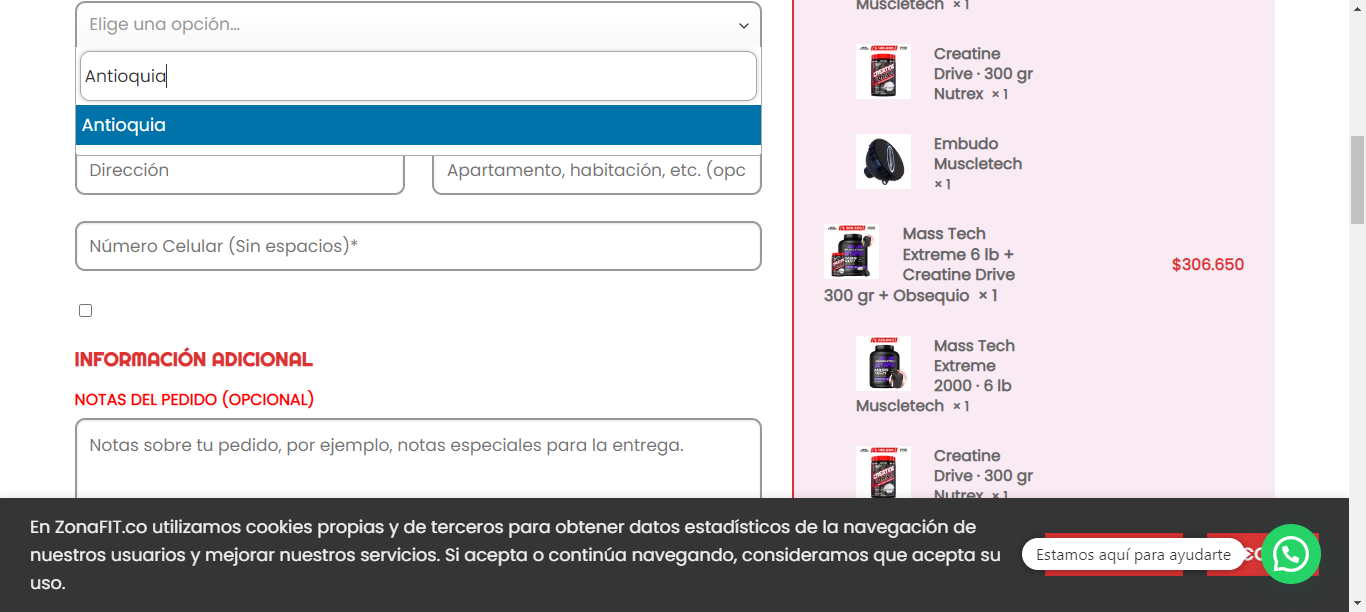 Elige una opción...
Antioquia
Antioquia
Dirección
Apartamento, habitación, etc. (opc
Número Celular (Sin espacios)*
INFORMACIÓN ADICIONAL
NOTAS DEL PEDIDO (OPCIONAL)
Notas sobre tu pedido, por ejemplo, notas especiales para la entrega.
Muscletech × 1
Creatine
Drive · 300 gr
Nutrex × 1
Embudo
Muscletech
× 1
Mass Tech
Extreme 6 lb +
Creatine Drive
300 gr + Obsequio × 1
$306.650
Mass Tech
Extreme
2000 · 6 lb
Muscletech × 1
Creatine
Drive · 300 gr
Nutrex × 1
En ZonaFIT.co utilizamos cookies propias y de terceros para obtener datos estadísticos de la navegación de
nuestros usuarios y mejorar nuestros servicios. Si acepta o continúa navegando, consideramos que acepta su
uso.
Estamos aquí para ayudarte